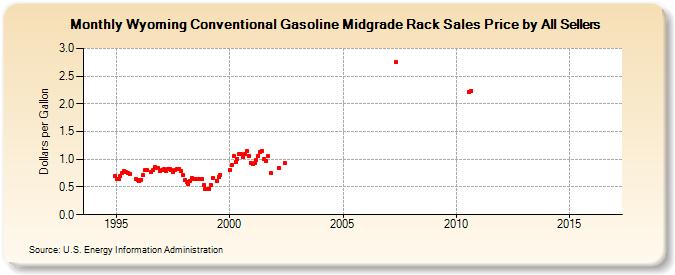 Monthly Wyoming Conventional Gasoline Midgrade Rack Sales Price by All Sellers
Dollars per Gallon
3.0
2.5
2.0
1.5
1.0
0.5
0.0
1995 2000 2005 2010 2015
Source: U.S. Energy Information Administration